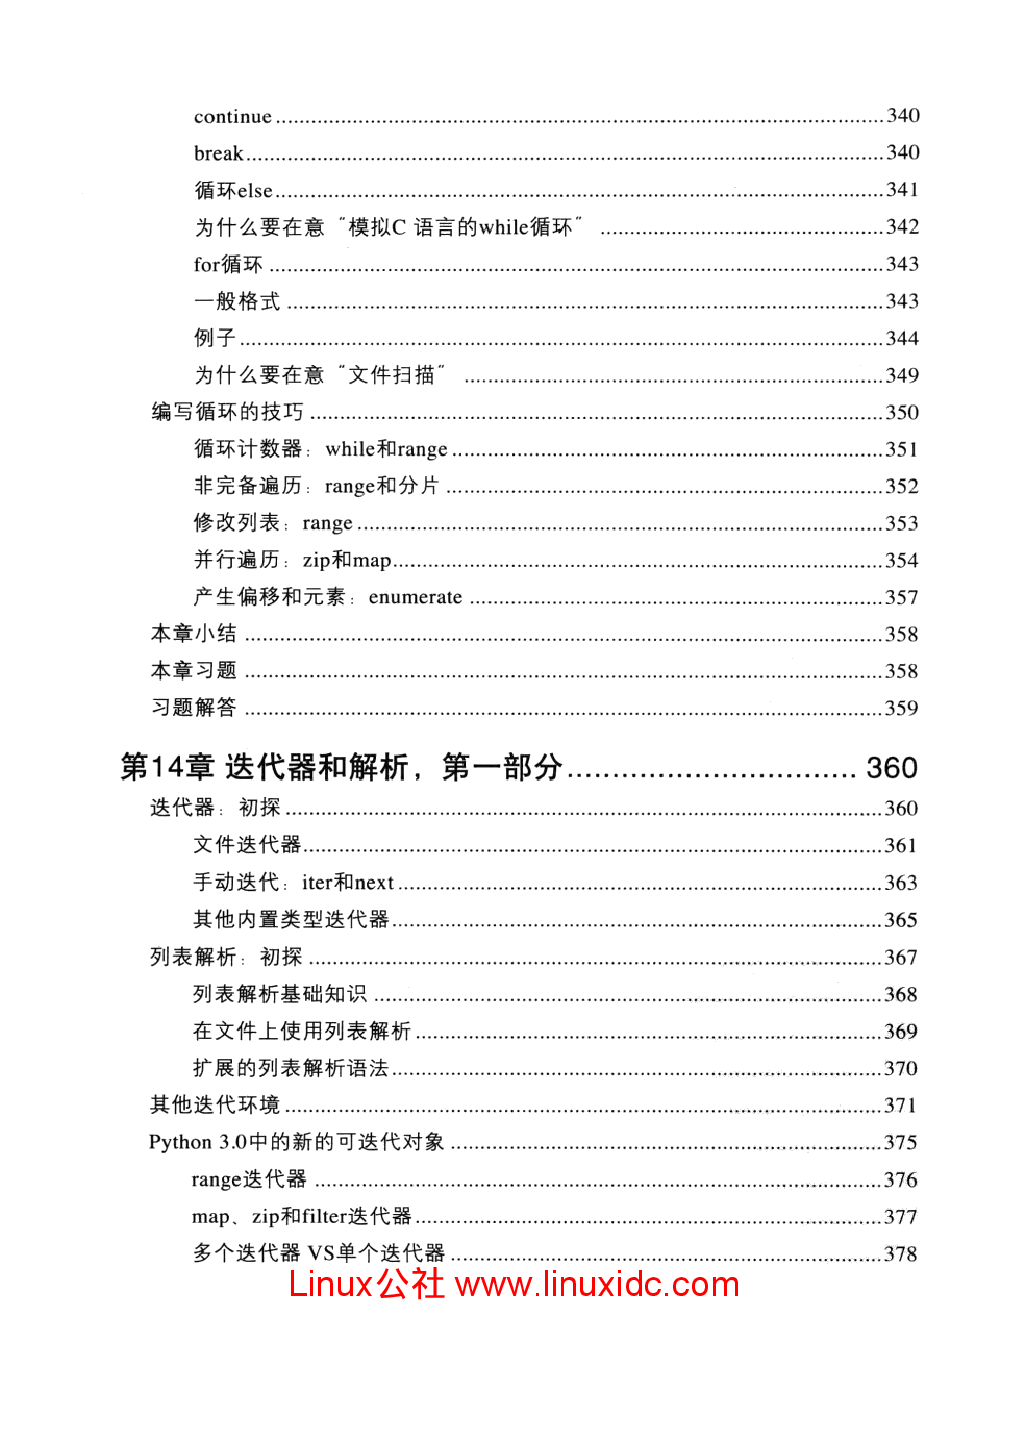 continue....................340
break....................340
循环else....................341
为什么要在意“模拟C 语言的while循环”....................342
for循环....................343
一般格式....................343
例子....................344
为什么要在意“文件扫描”....................349
编写循环的技巧....................350
循环计数器：while和range....................351
非完备遍历：range和分片....................352
修改列表：range....................353
并行遍历：zip和map....................354
产生偏移和元素：enumerate....................357
本章小结....................358
本章习题....................358
习题解答....................359
第14章 迭代器和解析，第一部分....................360
迭代器：初探....................360
文件迭代器....................361
手动迭代：iter和next....................363
其他内置类型迭代器....................365
列表解析：初探....................367
列表解析基础知识....................368
在文件上使用列表解析....................369
扩展的列表解析语法....................370
其他迭代环境....................371
Python 3.0中的新的可迭代对象....................375
range迭代器....................376
map、zip和filter迭代器....................377
多个迭代器 VS单个迭代器....................378
Linux公社 www.linuxidc.com